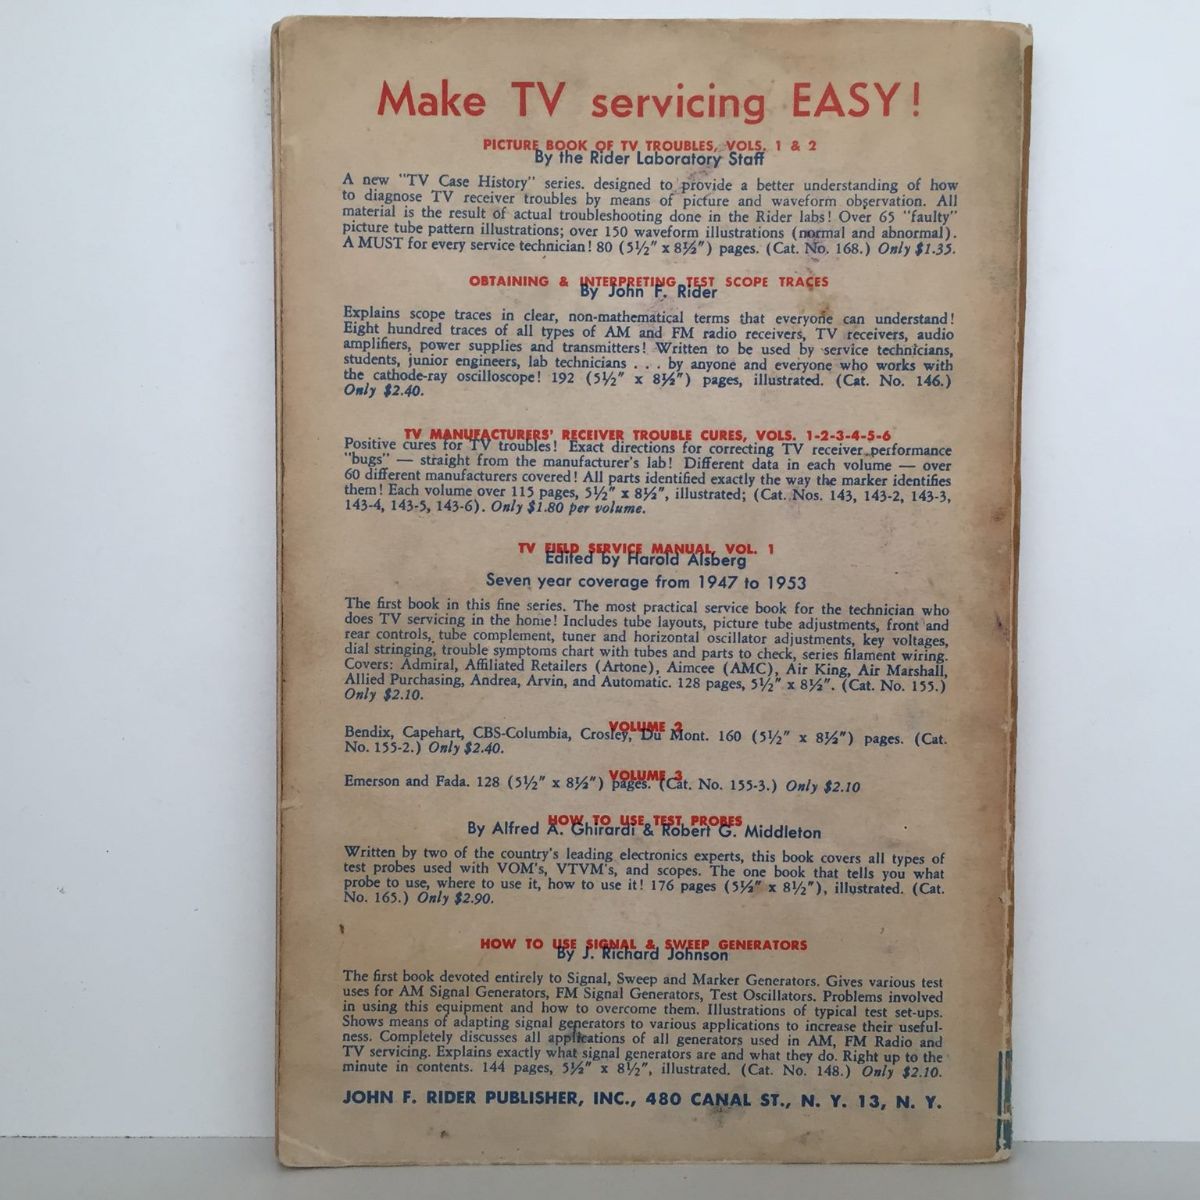 Make TV servicing EASY!
PICTURE BOOK OF TV TROUBLES, VOLS. 1 & 2
By the Rider Laboratory Staff
A new "TV Case History" series. designed to provide a better understanding of how
to diagnose TV receiver troubles by means of picture and waveform observation. All
material is the result of actual troubleshooting done in the Rider labs! Over 65 "faulty"
picture tube pattern illustrations; over 150 waveform illustrations (normal and abnormal).
A MUST for every service technician! 80 (5½" x 8½") pages. (Cat. No. 168.) Only $1.35.
OBTAINING & INTERPRETING TEST SCOPE TRACES
By John F. Rider
Explains scope traces in clear, non-mathematical terms that everyone can understand!
Eight hundred traces of all types of AM and FM radio receivers, TV receivers, audio
amplifiers, power supplies and transmitters! Written to be used by service technicians,
students, junior engineers, lab technicians . . . by anyone and everyone who works with
the cathode-ray oscilloscope! 192 (5½" x 8½") pages, illustrated. (Cat. No. 146.)
Only $2.40.
TV MANUFACTURERS' RECEIVER TROUBLE CURES, VOLS. 1-2-3-4-5-6
Positive cures for TV troubles! Exact directions for correcting TV receiver performance
"bugs" — straight from the manufacturer's lab! Different data in each volume — over
60 different manufacturers covered! All parts identified exactly the way the marker identifies
them! Each volume over 115 pages, 5½" x 8½", illustrated; (Cat. Nos. 143, 143-2, 143-3,
143-4, 143-5, 143-6). Only $1.80 per volume.
TV FIELD SERVICE MANUAL, VOL. 1
Edited by Harold Alsberg
Seven year coverage from 1947 to 1953
The first book in this fine series. The most practical service book for the technician who
does TV servicing in the home! Includes tube layouts, picture tube adjustments, front and
rear controls, tube complement, tuner and horizontal oscillator adjustments, key voltages,
dial stringing, trouble symptoms chart with tubes and parts to check, series filament wiring.
Covers: Admiral, Affiliated Retailers (Artone), Aimcee (AMC), Air King, Air Marshall,
Allied Purchasing, Andrea, Arvin, and Automatic. 128 pages, 5½" x 8½". (Cat. No. 155.)
Only $2.10.
VOLUME 2
Bendix, Capehart, CBS-Columbia, Crosley, Du Mont. 160 (5½" x 8½") pages. (Cat.
No. 155-2.) Only $2.40.
VOLUME 3
Emerson and Fada. 128 (5½" x 8½") pages. (Cat. No. 155-3.) Only $2.10
HOW TO USE TEST PROBES
By Alfred A. Ghirardi & Robert G. Middleton
Written by two of the country's leading electronics experts, this book covers all types of
test probes used with VOM's, VTVM's, and scopes. The one book that tells you what
probe to use, where to use it, how to use it! 176 pages (5½" x 8½"), illustrated. (Cat.
No. 165.) Only $2.90.
HOW TO USE SIGNAL & SWEEP GENERATORS
By J. Richard Johnson
The first book devoted entirely to Signal, Sweep and Marker Generators. Gives various test
uses for AM Signal Generators, FM Signal Generators, Test Oscillators. Problems involved
in using this equipment and how to overcome them. Illustrations of typical test set-ups.
Shows means of adapting signal generators to various applications to increase their useful-
ness. Completely discusses all applications of all generators used in AM, FM Radio and
TV servicing. Explains exactly what signal generators are and what they do. Right up to the
minute in contents. 144 pages, 5½" x 8½", illustrated. (Cat. No. 148.) Only $2.10.
JOHN F. RIDER PUBLISHER, INC., 480 CANAL ST., N. Y. 13, N. Y.